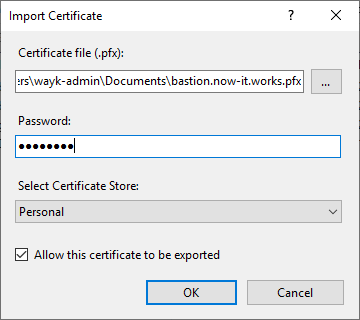 Import Certificate ? ×
Certificate file (.pfx):
ers\wayk-admin\Documents\bastion.now-it.works.pfx
...
Password:
●●●●●●●●
Select Certificate Store:
Personal
Allow this certificate to be exported
OK Cancel